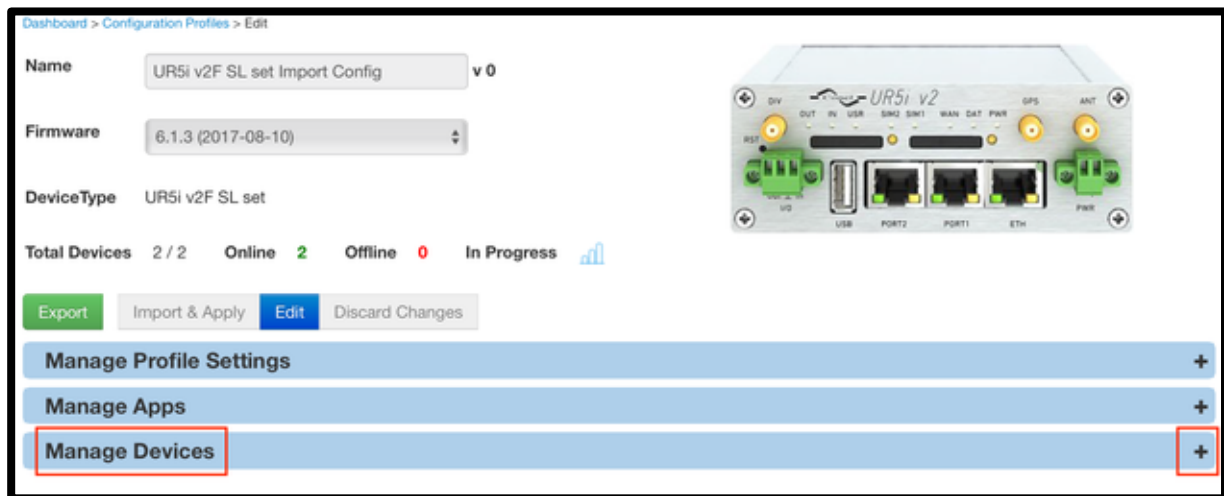 Dashboard > Configuration Profiles > Edit
Name UR5i v2F SL set Import Config v 0
Firmware 6.1.3 (2017-08-10)
DeviceType UR5i v2F SL set
Total Devices 2 / 2 Online 2 Offline 0 In Progress
UR5i v2
DIV GPS ANT
OUT IN USR SIM2 SIM1 WAN DAT PWR
RST
I/O USB PORT2 PORT1 ETH PWR
Export Import & Apply Edit Discard Changes
Manage Profile Settings +
Manage Apps +
Manage Devices +